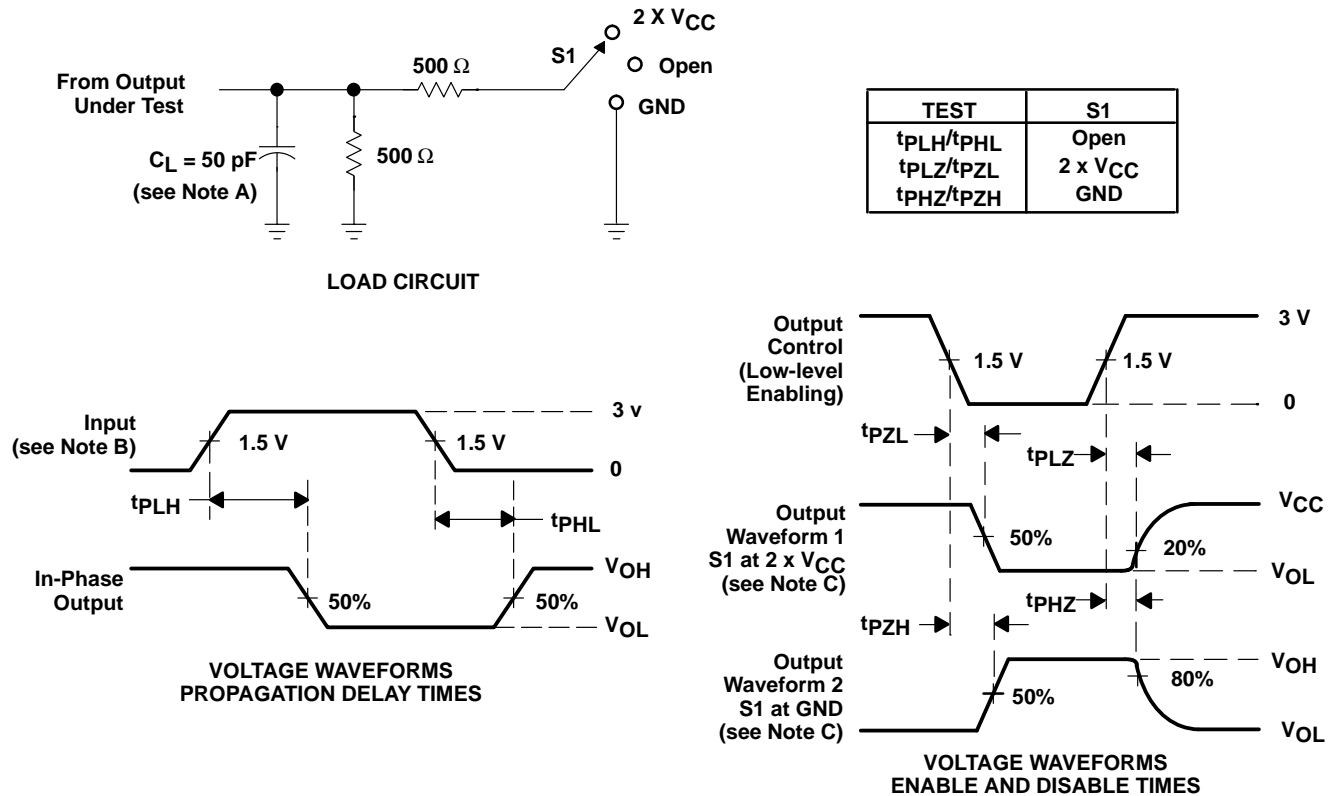 2 X VCC
S1
Open
500 Ω
GND
From Output
Under Test
500 Ω
CL = 50 pF
(see Note A)
LOAD CIRCUIT
TEST S1
tPLH/tPHL Open
tPLZ/tPZL 2 x VCC
tPHZ/tPZH GND
Input
(see Note B)
1.5 V
1.5 V
3 v
0
tPLH
tPHL
In-Phase
Output
50%
50%
VOH
VOL
VOLTAGE WAVEFORMS
PROPAGATION DELAY TIMES
Output
Control
(Low-level
Enabling)
1.5 V
1.5 V
3 V
0
tPZL
tPLZ
Output
Waveform 1
S1 at 2 x VCC
(see Note C)
50%
20%
VCC
VOL
tPHZ
tPZH
Output
Waveform 2
S1 at GND
(see Note C)
50%
80%
VOH
VOL
VOLTAGE WAVEFORMS
ENABLE AND DISABLE TIMES